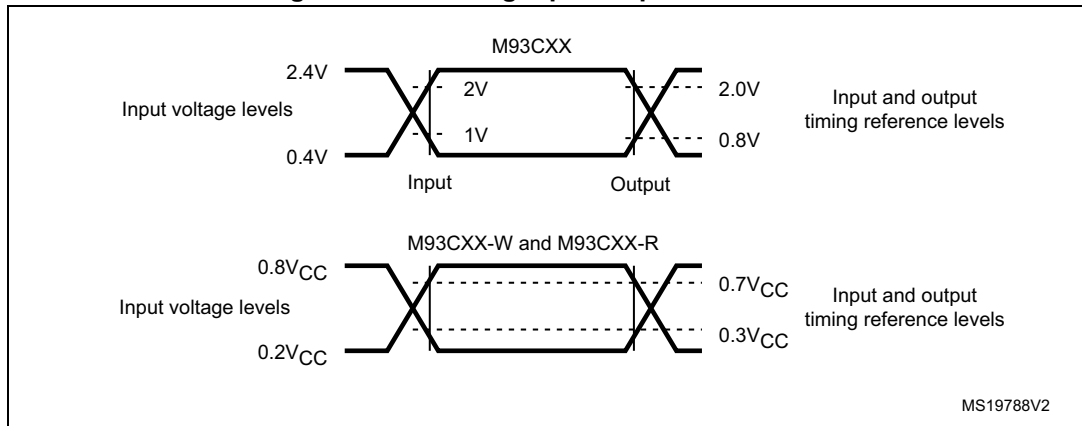 M93CXX
2.4V
2V
2.0V
Input voltage levels
Input and output
timing reference levels
1V
0.8V
0.4V
Input
Output
M93CXX-W and M93CXX-R
0.8VCC
0.7VCC
Input voltage levels
Input and output
timing reference levels
0.3VCC
0.2VCC
MS19788V2